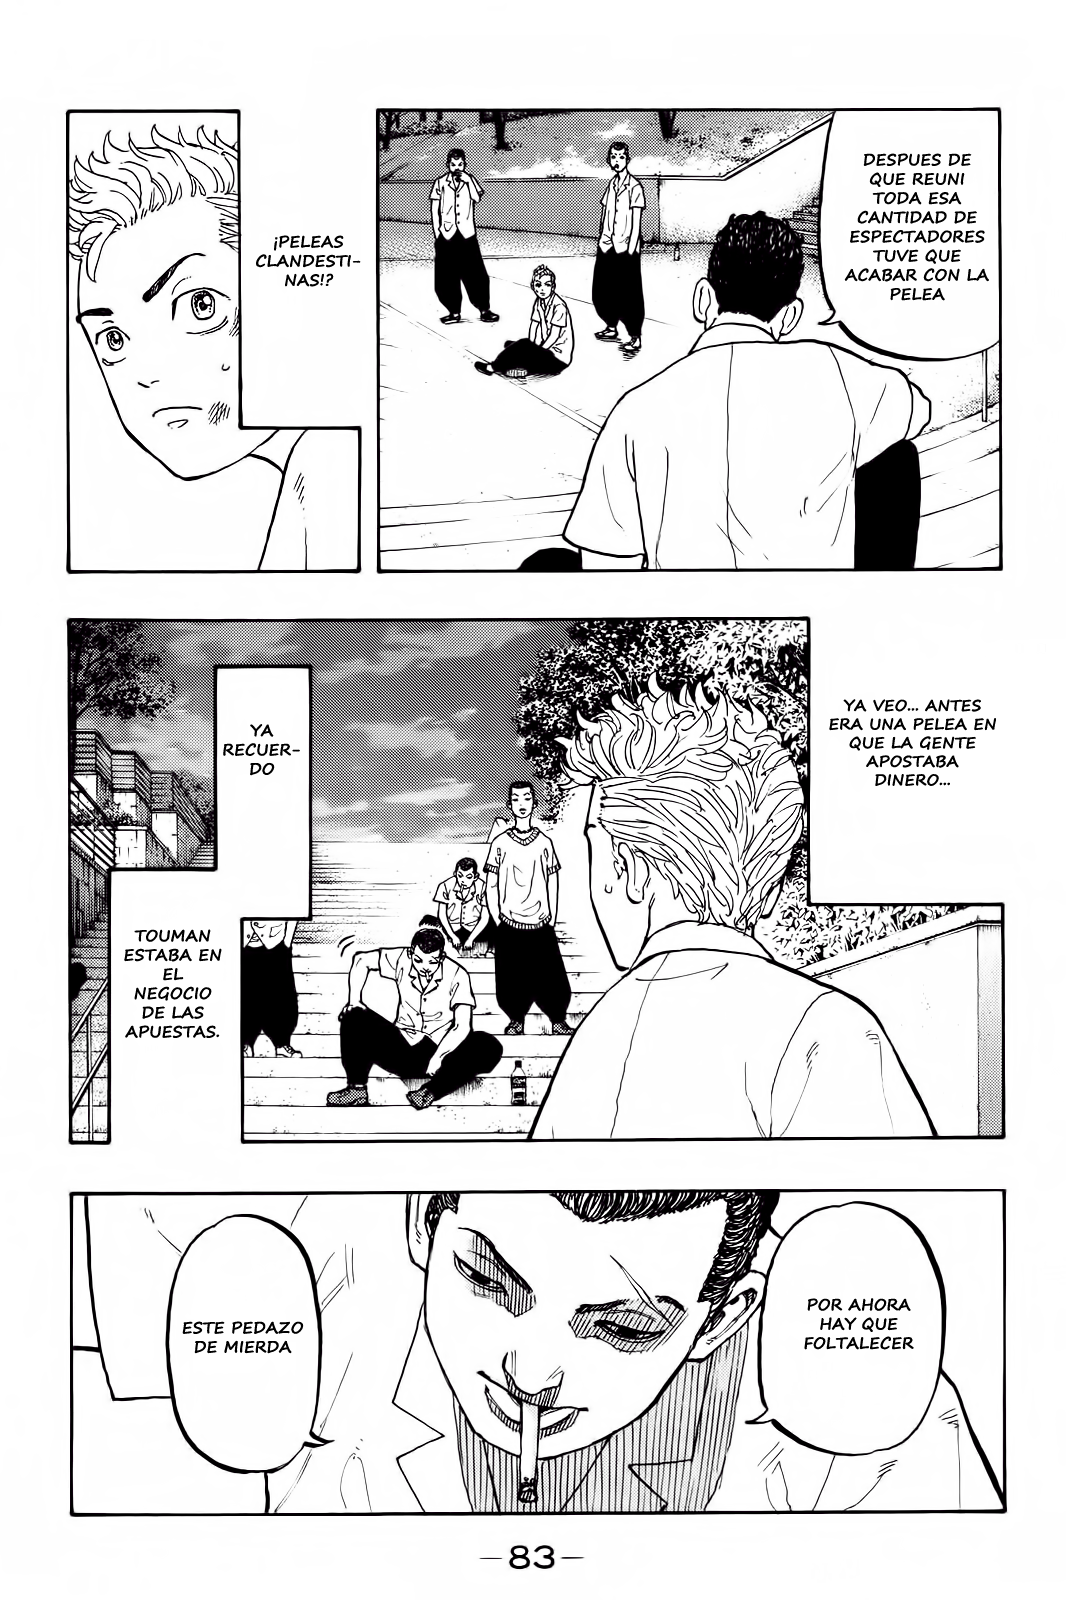 DESPUES DE
QUE REUNI
TODA ESA
CANTIDAD DE
ESPECTADORES
TUVE QUE
ACABAR CON LA
PELEA
¡PELEAS
CLANDESTI-
NAS!?
YA VEO... ANTES
ERA UNA PELEA EN
QUE LA GENTE
APOSTABA
DINERO...
YA
RECUER-
DO
TOUMAN
ESTABA EN
EL
NEGOCIO
DE LAS
APUESTAS.
POR AHORA
HAY QUE
FOLTALECER
ESTE PEDAZO
DE MIERDA
—83—